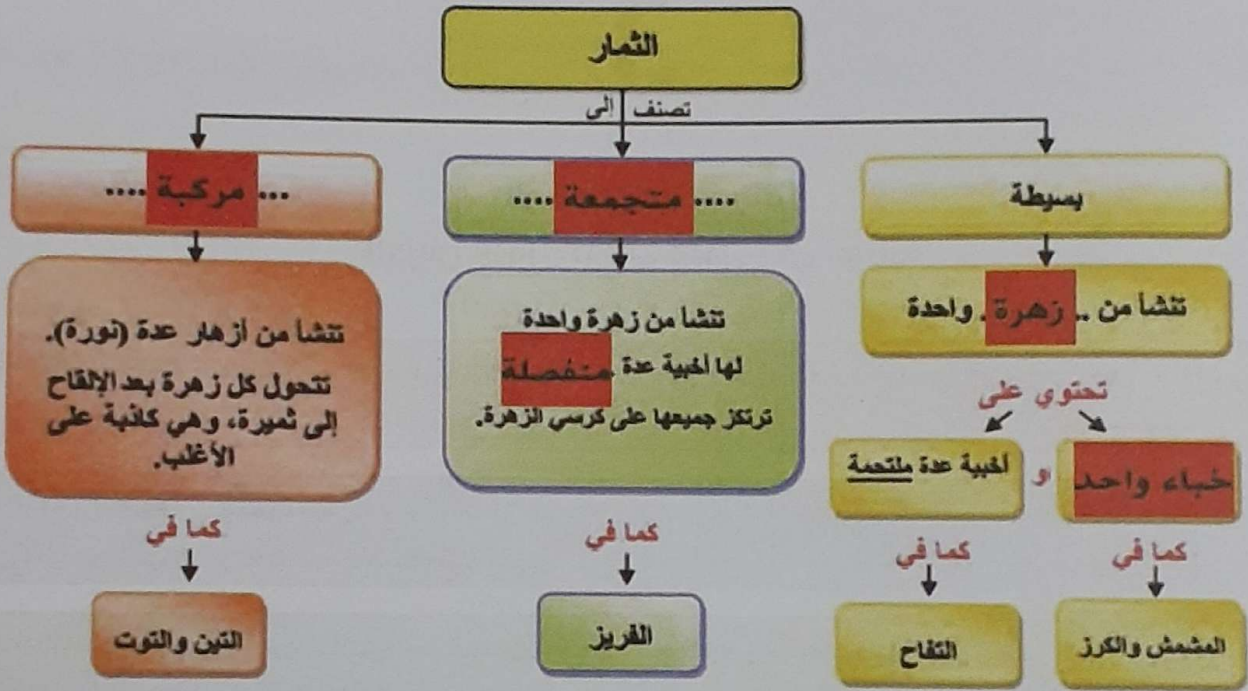 الثمار
تصنف إلى
بسيطة
.... متجمعة ....
... مركبة ....
تنشأ من .. زهرة . واحدة
تنشأ من زهرة واحدة
لها أخبية عدة منفصلة
ترتكز جميعها على كرسي الزهرة.
تنشأ من أزهار عدة (نورة).
تتحول كل زهرة بعد الإلقاح
إلى ثميرة، وهي كاذبة على
الأغلب.
تحتوي على
خباء واحد
او
أخبية عدة ملتحمة
كما في
كما في
كما في
كما في
المشمش والكرز
التفاح
الفريز
التين والتوت